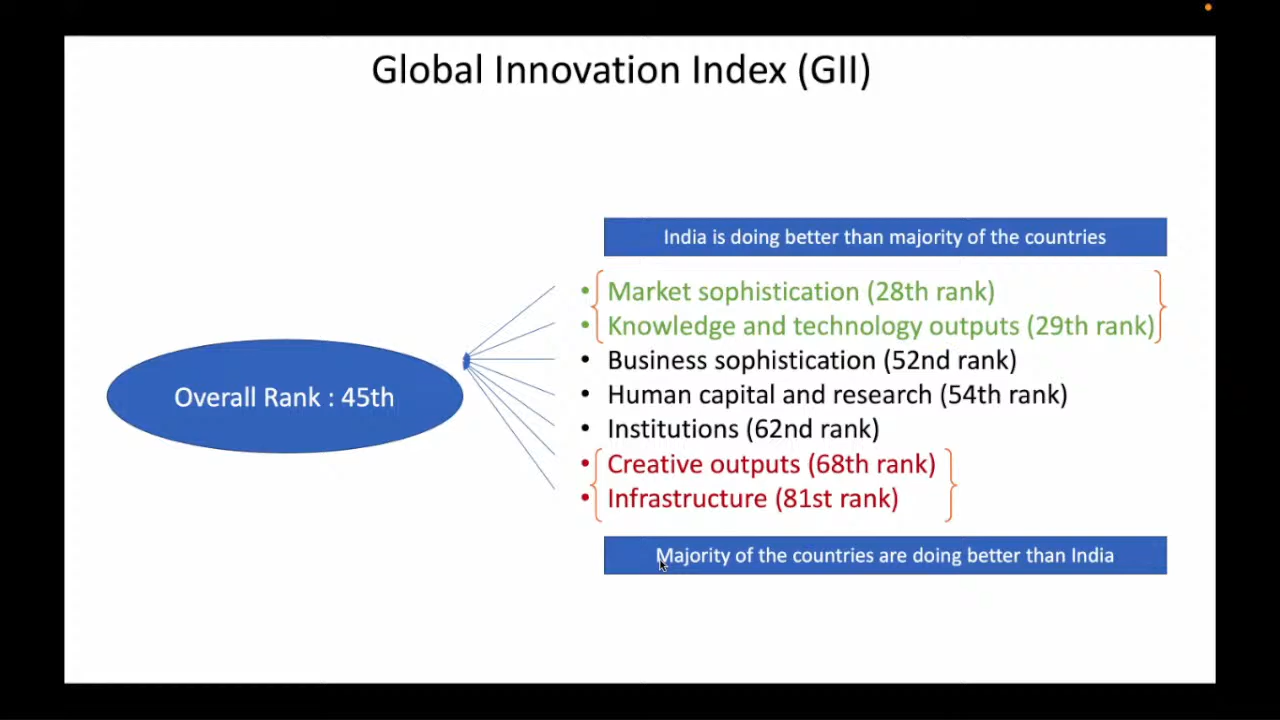 Global Innovation Index (GII)
India is doing better than majority of the countries
• Market sophistication (28th rank)
• Knowledge and technology outputs (29th rank)
• Business sophistication (52nd rank)
Overall Rank : 45th
• Human capital and research (54th rank)
• Institutions (62nd rank)
• Creative outputs (68th rank)
• Infrastructure (81st rank)
Majority of the countries are doing better than India